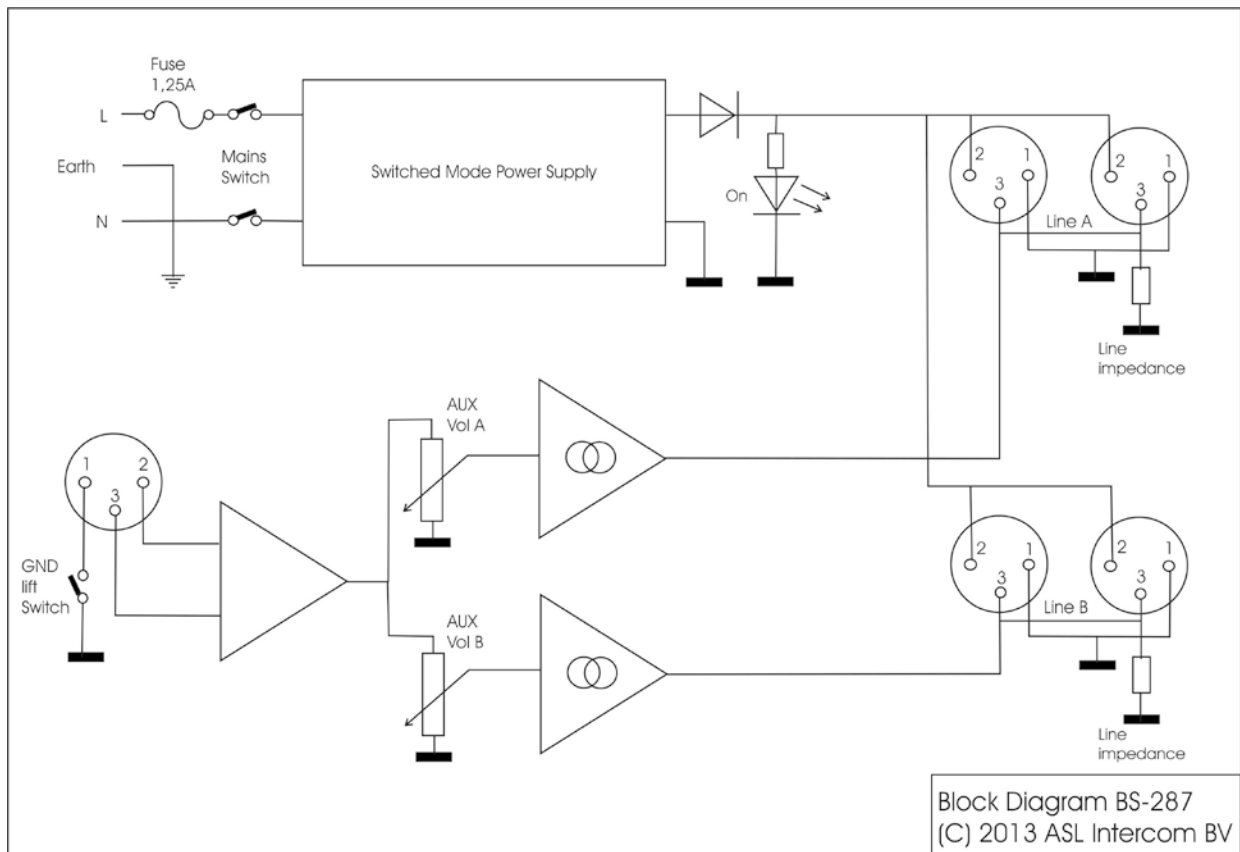 Fuse
1,25A
L
Earth
Mains
Switch
N
Switched Mode Power Supply
On
2
1
3
2
1
3
Line A
Line
impedance
AUX
Vol A
1
2
3
GND
lift
Switch
AUX
Vol B
2
1
3
2
1
3
Line B
Line
impedance
Block Diagram BS-287
(C) 2013 ASL Intercom BV